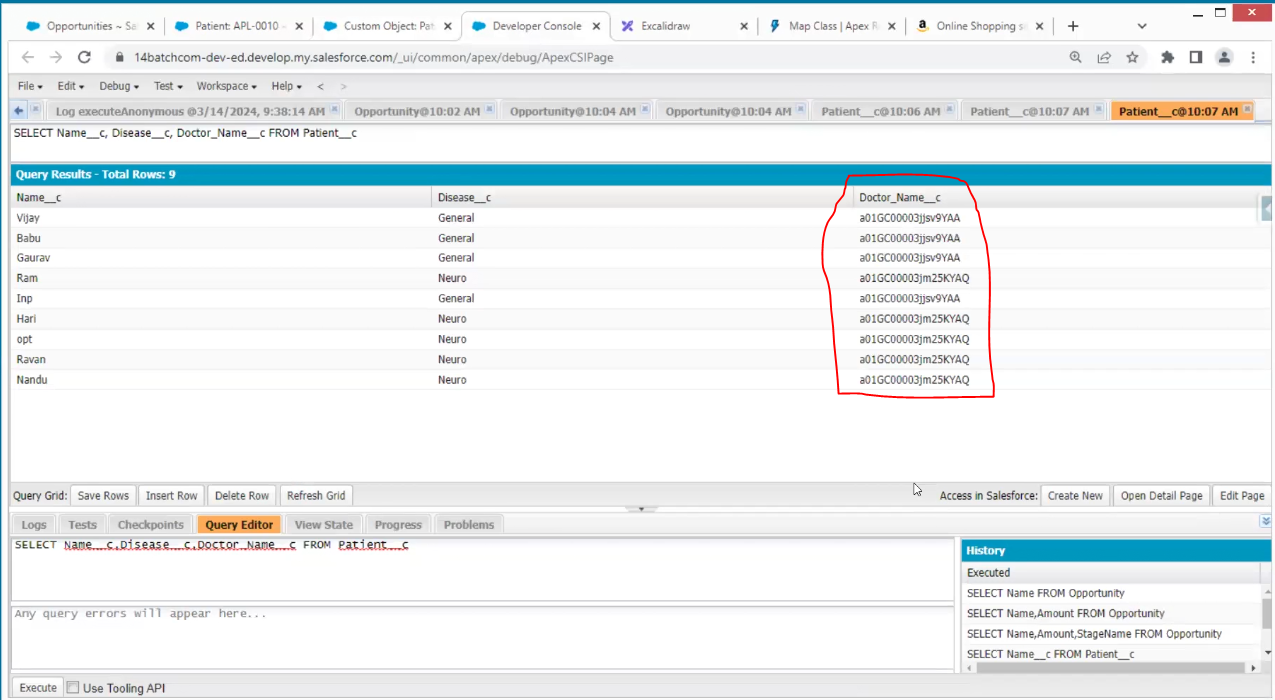 Opportunities ~ Sa
Patient: APL-0010 -
Custom Object: Pat
Developer Console
Excalidraw
Map Class | Apex R
Online Shopping s
14batchcom-dev-ed.develop.my.salesforce.com/_ui/common/apex/debug/ApexCSIPage
File Edit Debug Test Workspace Help < >
Log executeAnonymous @3/14/2024, 9:38:14 AM
Opportunity@10:02 AM
Opportunity@10:04 AM
Opportunity@10:04 AM
Patient__c@10:06 AM
Patient__c@10:07 AM
Patient__c@10:07 AM
SELECT Name__c, Disease__c, Doctor_Name__c FROM Patient__c
Query Results - Total Rows: 9
Name__c Disease__c Doctor_Name__c
Vijay General a01GC00003jjsv9YAA
Babu General a01GC00003jjsv9YAA
Gaurav General a01GC00003jjsv9YAA
Ram Neuro a01GC00003jm25KYAQ
Inp General a01GC00003jjsv9YAA
Hari Neuro a01GC00003jm25KYAQ
opt Neuro a01GC00003jm25KYAQ
Ravan Neuro a01GC00003jm25KYAQ
Nandu Neuro a01GC00003jm25KYAQ
Query Grid: Save Rows Insert Row Delete Row Refresh Grid Access in Salesforce: Create New Open Detail Page Edit Page
Logs Tests Checkpoints Query Editor View State Progress Problems
SELECT Name__c,Disease__c,Doctor_Name__c FROM Patient__c
Any query errors will appear here...
History
Executed
SELECT Name FROM Opportunity
SELECT Name,Amount FROM Opportunity
SELECT Name,Amount,StageName FROM Opportunity
SELECT Name__c FROM Patient__c
Execute Use Tooling API